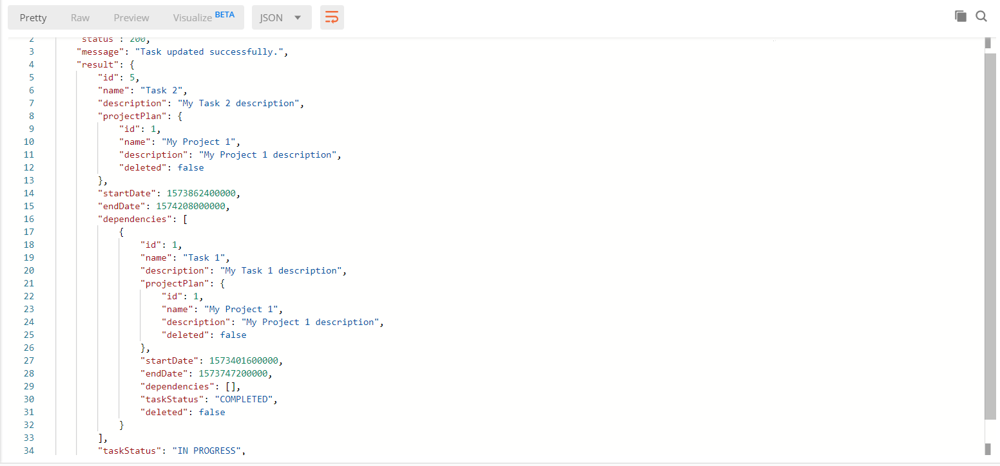 Pretty Raw Preview Visualize BETA JSON
2 status : 200,
3 "message": "Task updated successfully.",
4 "result": {
5 "id": 5,
6 "name": "Task 2",
7 "description": "My Task 2 description",
8 "projectPlan": {
9 "id": 1,
10 "name": "My Project 1",
11 "description": "My Project 1 description",
12 "deleted": false
13 },
14 "startDate": 1573862400000,
15 "endDate": 1574208000000,
16 "dependencies": [
17 {
18 "id": 1,
19 "name": "Task 1",
20 "description": "My Task 1 description",
21 "projectPlan": {
22 "id": 1,
23 "name": "My Project 1",
24 "description": "My Project 1 description",
25 "deleted": false
26 },
27 "startDate": 1573401600000,
28 "endDate": 1573747200000,
29 "dependencies": [],
30 "taskStatus": "COMPLETED",
31 "deleted": false
32 }
33 ],
34 "taskStatus": "IN PROGRESS",